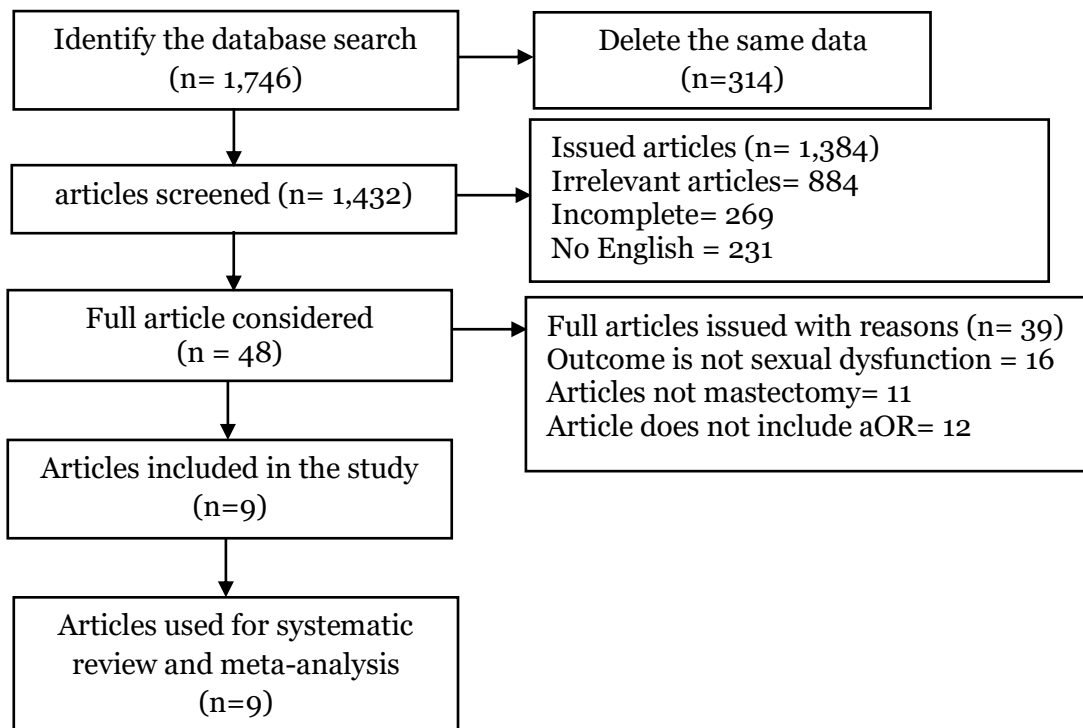 Identify the database search
(n= 1,746)
Delete the same data
(n=314)
articles screened (n= 1,432)
Issued articles (n= 1,384)
Irrelevant articles= 884
Incomplete= 269
No English = 231
Full article considered
(n = 48)
Full articles issued with reasons (n= 39)
Outcome is not sexual dysfunction = 16
Articles not mastectomy= 11
Article does not include aOR= 12
Articles included in the study
(n=9)
Articles used for systematic
review and meta-analysis
(n=9)